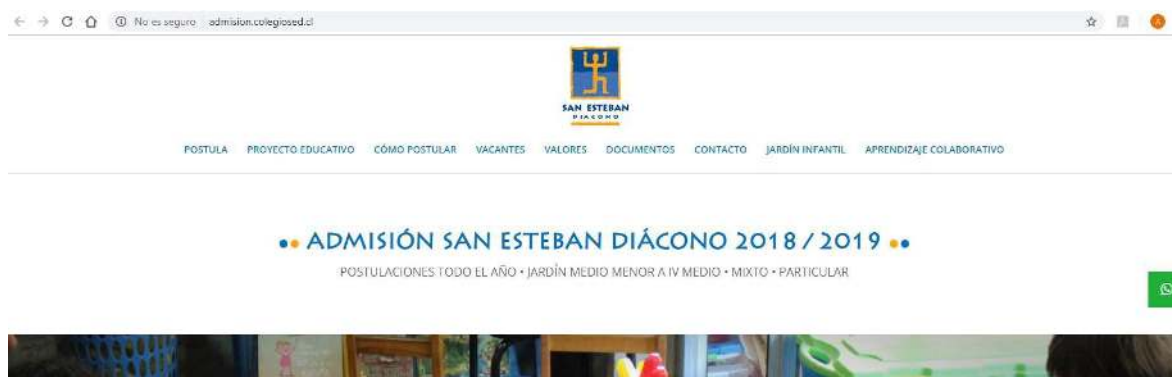 No es seguro admision.colegiosed.cl
SAN ESTEBAN
DIACONO
POSTULA PROYECTO EDUCATIVO CÓMO POSTULAR VACANTES VALORES DOCUMENTOS CONTACTO JARDÍN INFANTIL APRENDIZAJE COLABORATIVO
•• ADMISIÓN SAN ESTEBAN DIÁCONO 2018 / 2019 ••
POSTULACIONES TODO EL AÑO • JARDÍN MEDIO MENOR A IV MEDIO • MIXTO • PARTICULAR